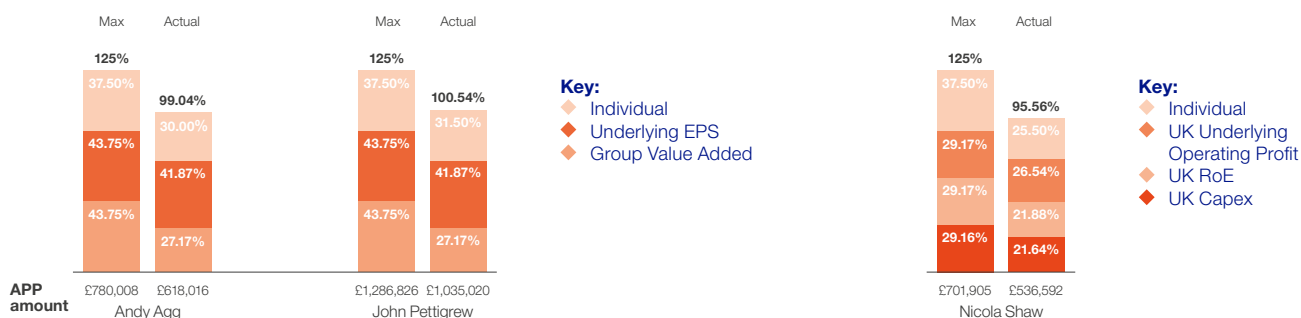 Max Actual
125%
37.50%
99.04%
30.00%
43.75%
41.87%
43.75%
27.17%
Max Actual
125%
37.50%
100.54%
31.50%
43.75%
41.87%
43.75%
27.17%
Key:
Individual
Underlying EPS
Group Value Added
Max Actual
125%
37.50%
95.56%
25.50%
29.17%
26.54%
29.17%
21.88%
29.16%
21.64%
Key:
Individual
UK Underlying
Operating Profit
UK RoE
UK Capex
APP
amount
£780,008 £618,016
Andy Agg
£1,286,826 £1,035,020
John Pettigrew
£701,905 £536,592
Nicola Shaw